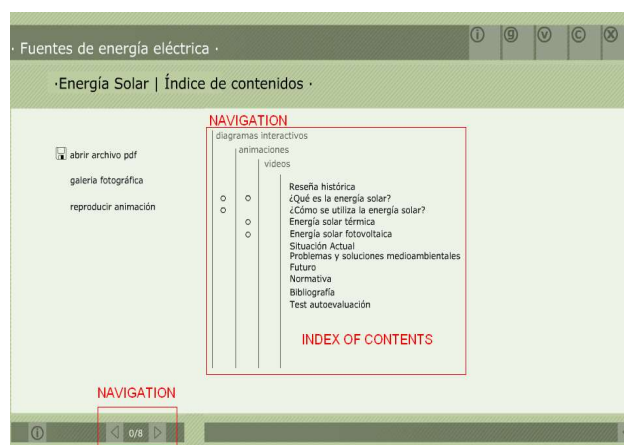 · Fuentes de energía eléctrica ·
i g v c x
·Energía Solar | Índice de contenidos ·
NAVIGATION
diagramas interactivos
animaciones
videos
abrir archivo pdf
galeria fotográfica
reproducir animación
Reseña histórica
¿Qué es la energía solar?
¿Cómo se utiliza la energía solar?
Energía solar térmica
Energía solar fotovoltaica
Situación Actual
Problemas y soluciones medioambientales
Futuro
Normativa
Bibliografía
Test autoevaluación
INDEX OF CONTENTS
NAVIGATION
i
0/8